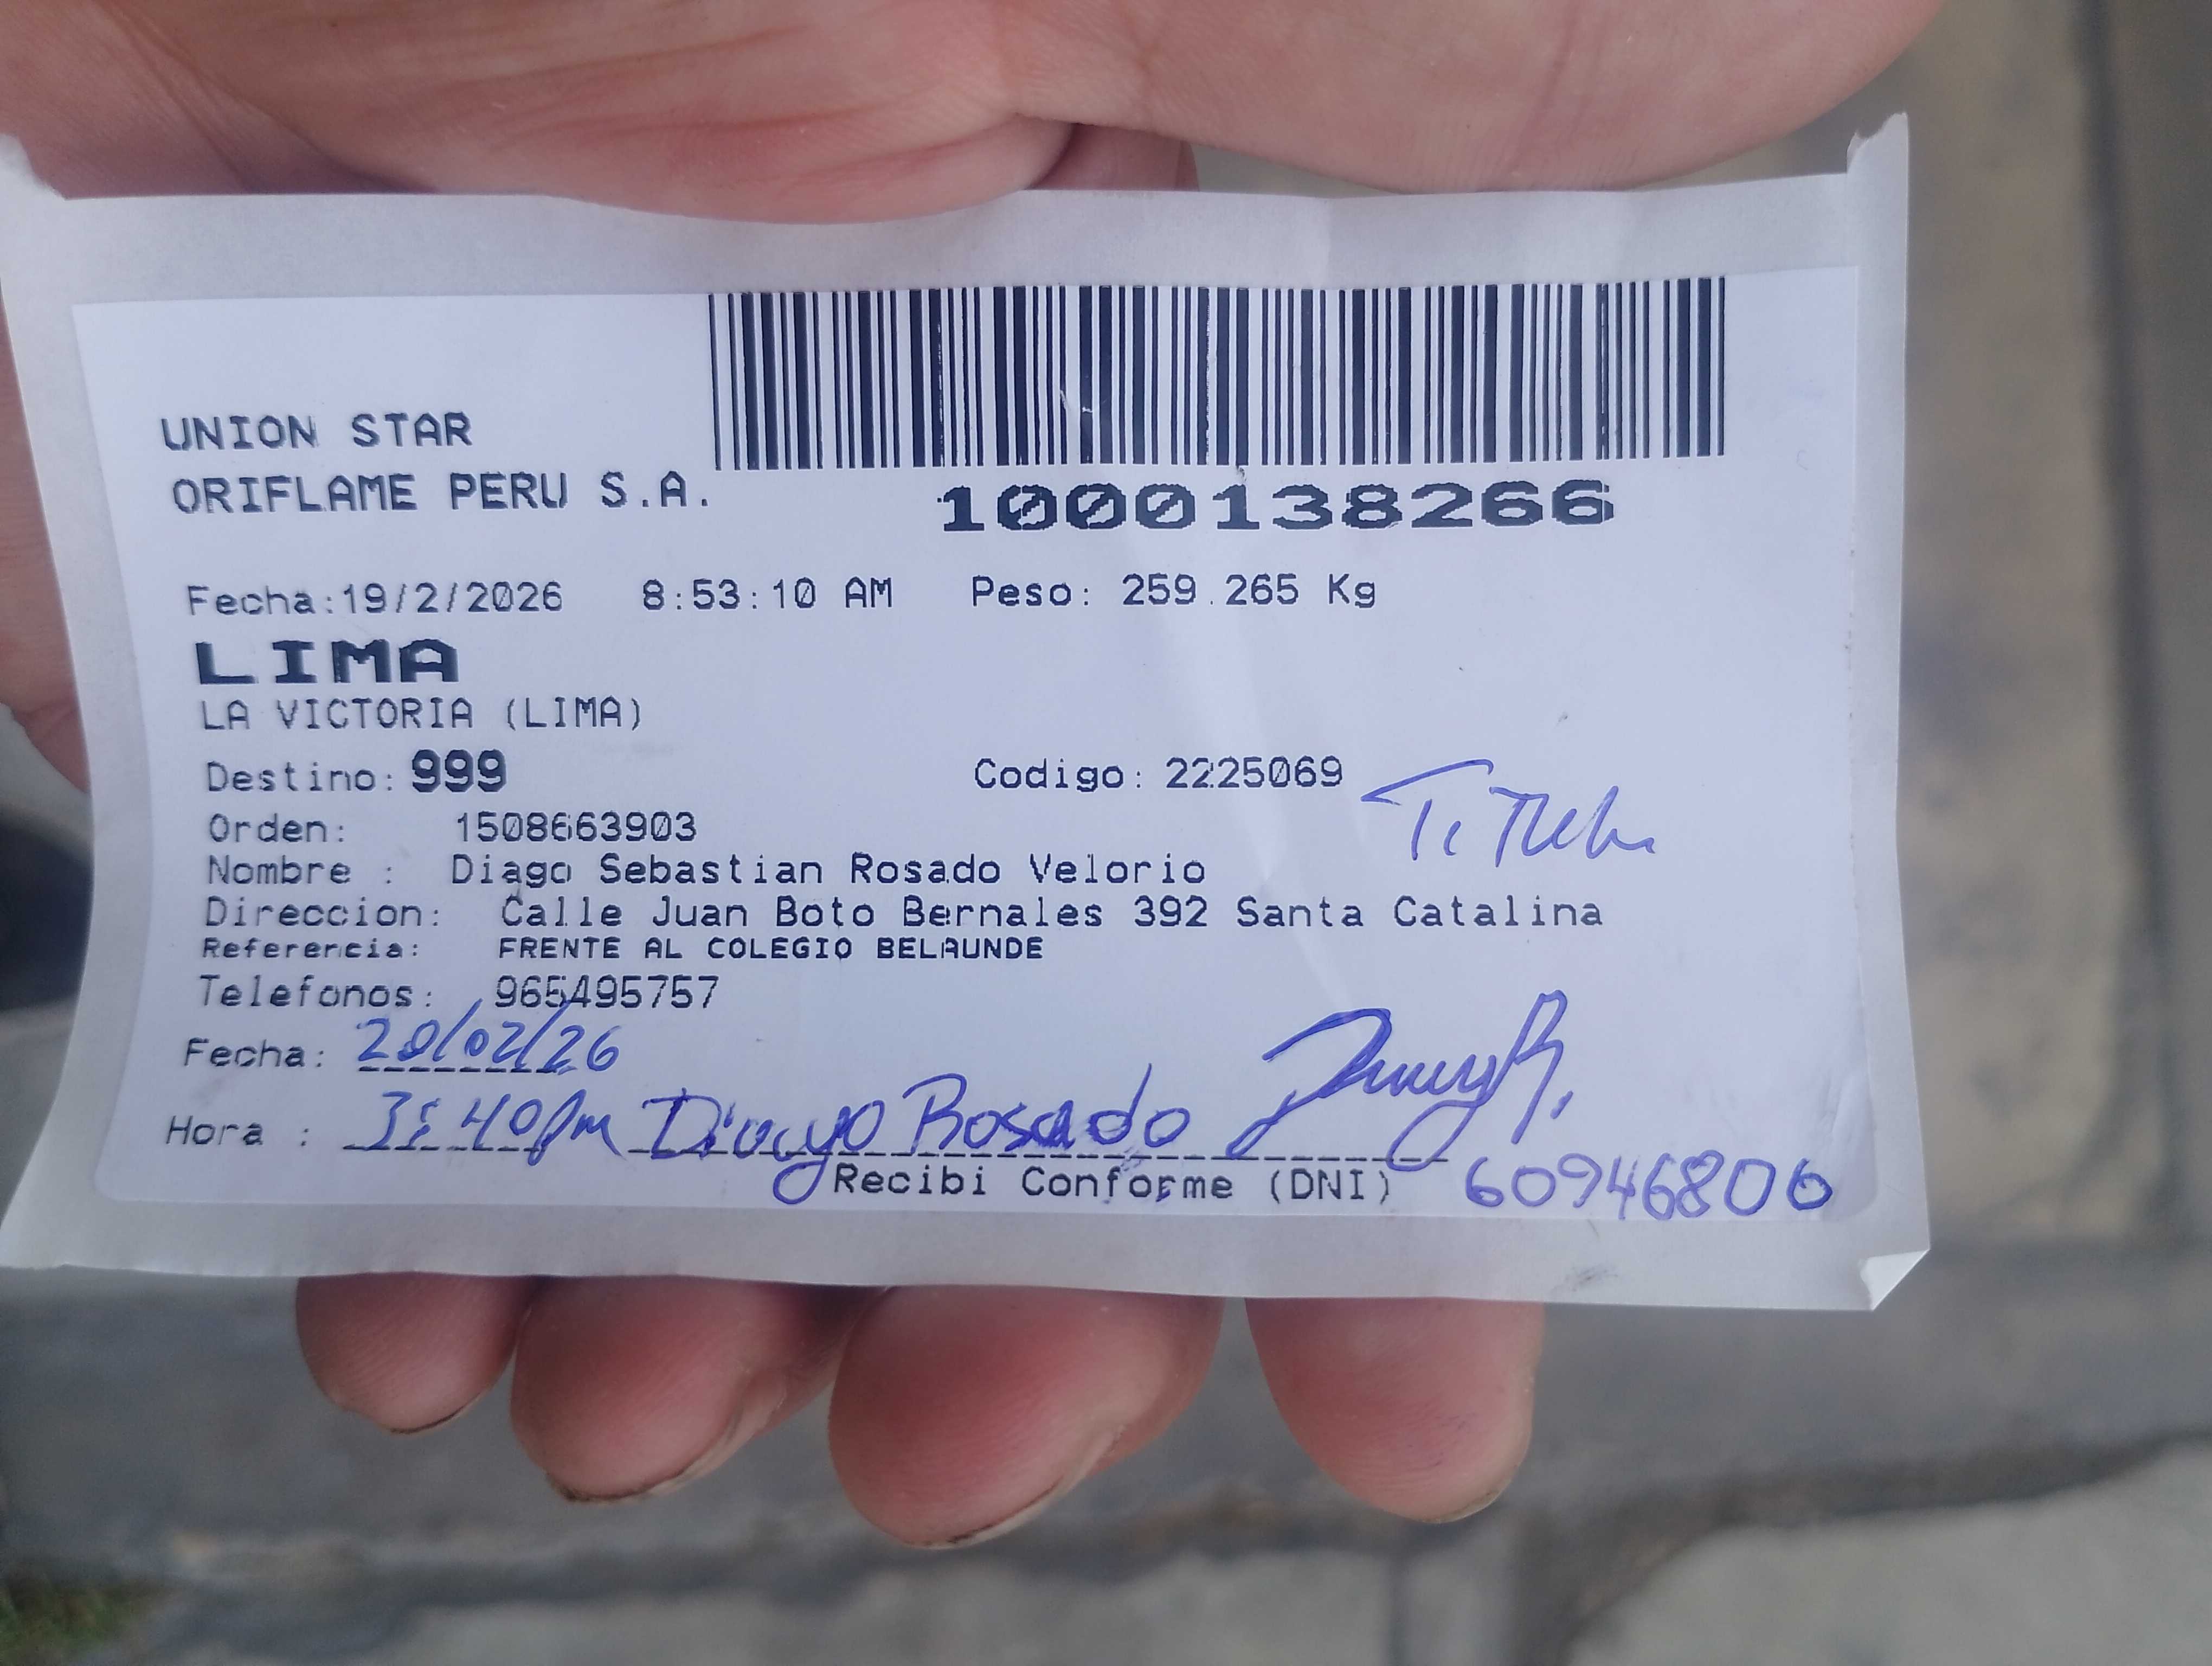 UNION STAR
ORIFLAME PERU S.A.
1000138266
Fecha:19/2/2026 8:53:10 AM Peso: 259.265 Kg
LIMA
LA VICTORIA (LIMA)
Destino: 999 Codigo: 2225069
Orden: 1508663903
Nombre : Diago Sebastian Rosado Velorio
Direccion: Calle Juan Boto Bernales 392 Santa Catalina
Referencia: FRENTE AL COLEGIO BELAUNDE
Telefonos: 965495757
Fecha: 20/02/26
Hora : 3:40pm Diago Rosado
Recibi Conforme (DNI) 60946806